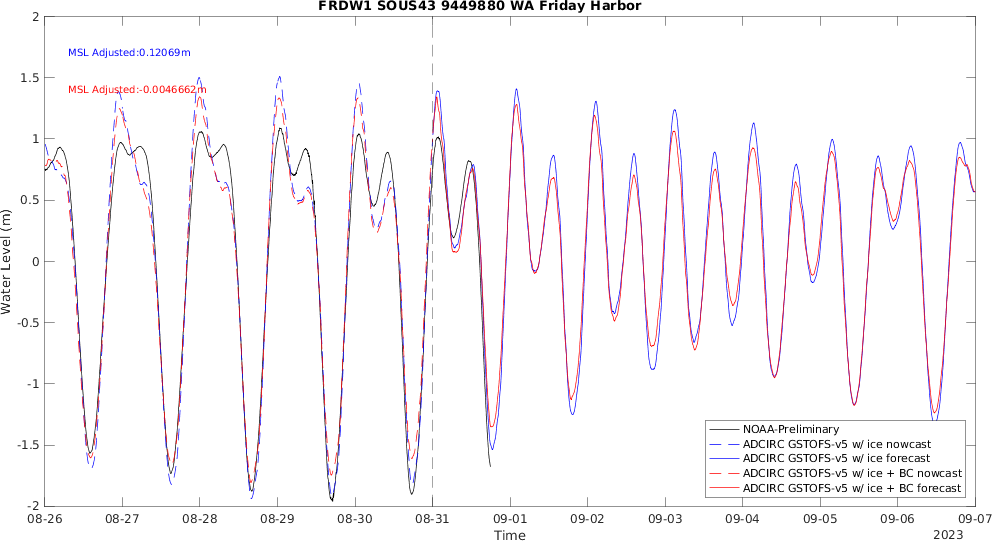 FRDW1 SOUS43 9449880 WA Friday Harbor
MSL Adjusted:0.12069m
MSL Adjusted:-0.0046662m
Water Level (m)
2
1.5
1
0.5
0
-0.5
-1
-1.5
-2
NOAA-Preliminary
ADCIRC GSTOFS-v5 w/ ice nowcast
ADCIRC GSTOFS-v5 w/ ice forecast
ADCIRC GSTOFS-v5 w/ ice + BC nowcast
ADCIRC GSTOFS-v5 w/ ice + BC forecast
08-26 08-27 08-28 08-29 08-30 08-31 09-01 09-02 09-03 09-04 09-05 09-06 09-07
Time
2023